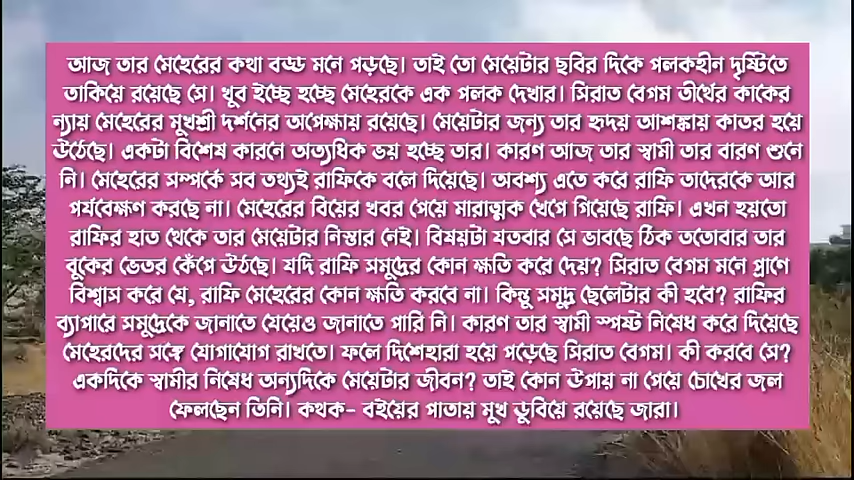 আজ তার মেহেরের কথা বড্ড মনে পড়ছে। তাই তো মেয়েটার ছবির দিকে পলকহীন দৃষ্টিতে
তাকিয়ে রয়েছে সে। খুব ইচ্ছে হচ্ছে মেহেরকে এক পলক দেখার। সিরাত বেগম তীর্থের কাকের
ন্যায় মেহেরের মুখশ্রী দর্শনের অপেক্ষায় রয়েছে। মেয়েটার জন্য তার হৃদয় আশঙ্কায় কাতর হয়ে
উঠেছে। একটা বিশেষ কারনে অত্যধিক ভয় হচ্ছে তার। কারণ আজ তার স্বামী তার বারণ শুনে
নি। মেহেরের সম্পর্কে সব তথ্যই রাফিকে বলে দিয়েছে। অবশ্য এতে করে রাফি তাদেরকে আর
পর্যবেক্ষণ করছে না। মেহেরের বিয়ের খবর পেয়ে মারাত্মক খেপে গিয়েছে রাফি। এখন হয়তো
রাফির হাত থেকে তার মেয়েটার নিস্তার নেই। বিষয়টা যতবার সে ভাবছে ঠিক ততোবার তার
বুকের ভেতর কেঁপে উঠছে। যদি রাফি সমুদ্রের কোন ক্ষতি করে দেয়? সিরাত বেগম মনে প্রাণে
বিশ্বাস করে যে, রাফি মেহেরের কোন ক্ষতি করবে না। কিন্তু সমুদ্র ছেলেটার কী হবে? রাফির
ব্যাপারে সমুদ্রকে জানাতে যেয়েও জানাতে পারি নি। কারণ তার স্বামী স্পষ্ট নিষেধ করে দিয়েছে
মেহেরদের সঙ্গে যোগাযোগ রাখতে। ফলে দিশেহারা হয়ে পড়েছে সিরাত বেগম। কী করবে সে?
একদিকে স্বামীর নিষেধ অন্যদিকে মেয়েটার জীবন? তাই কোন উপায় না পেয়ে চোখের জল
ফেলছেন তিনি। কথক- বইয়ের পাতায় মুখ ডুবিয়ে রয়েছে জারা।